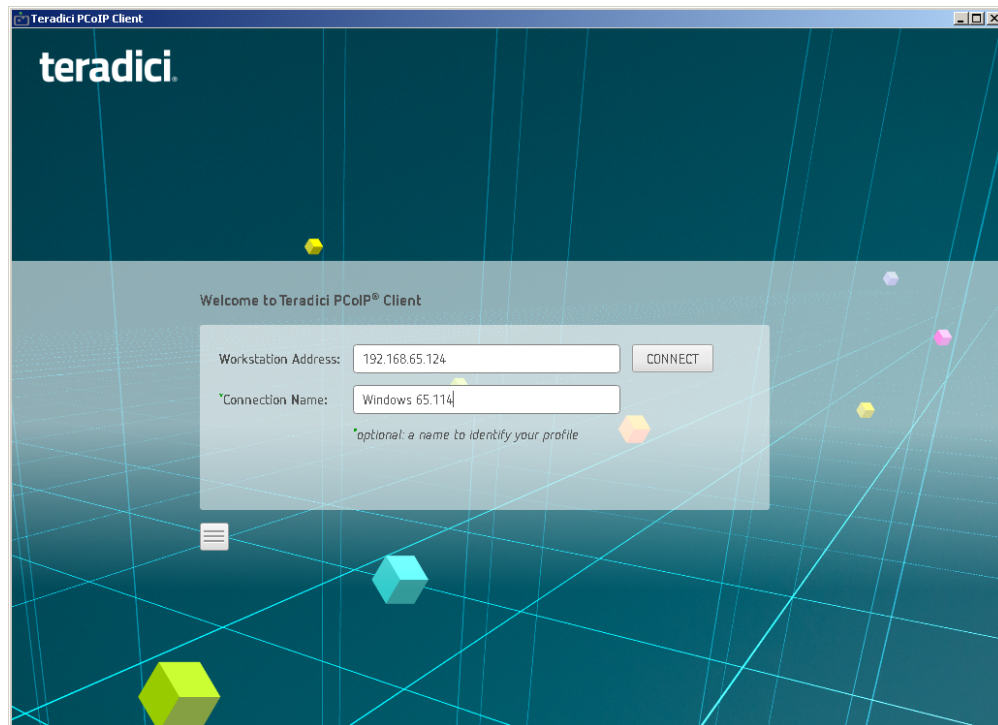 Teradici PCoIP Client
teradici.
Welcome to Teradici PCoIP® Client
Workstation Address: 192.168.65.124 CONNECT
*Connection Name: Windows 65.114
*optional: a name to identify your profile